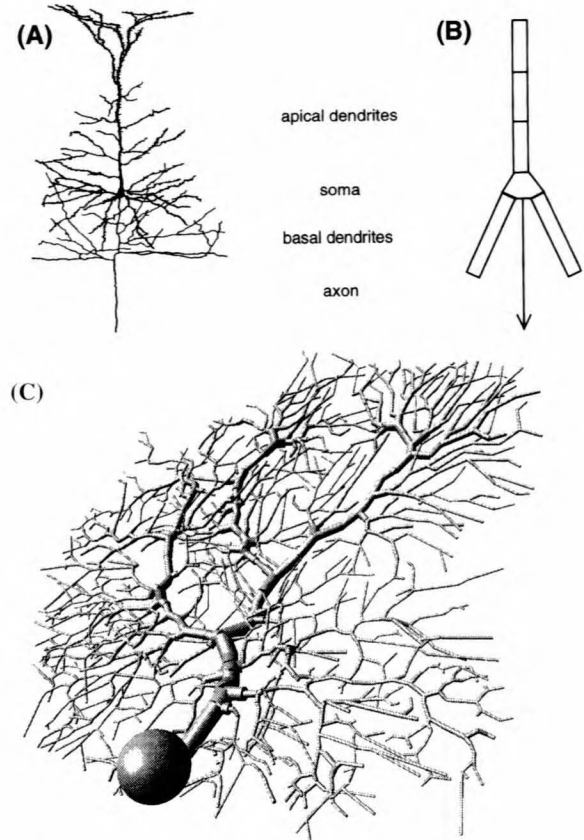 (A)
(B)
apical dendrites
soma
basal dendrites
axon
(C)